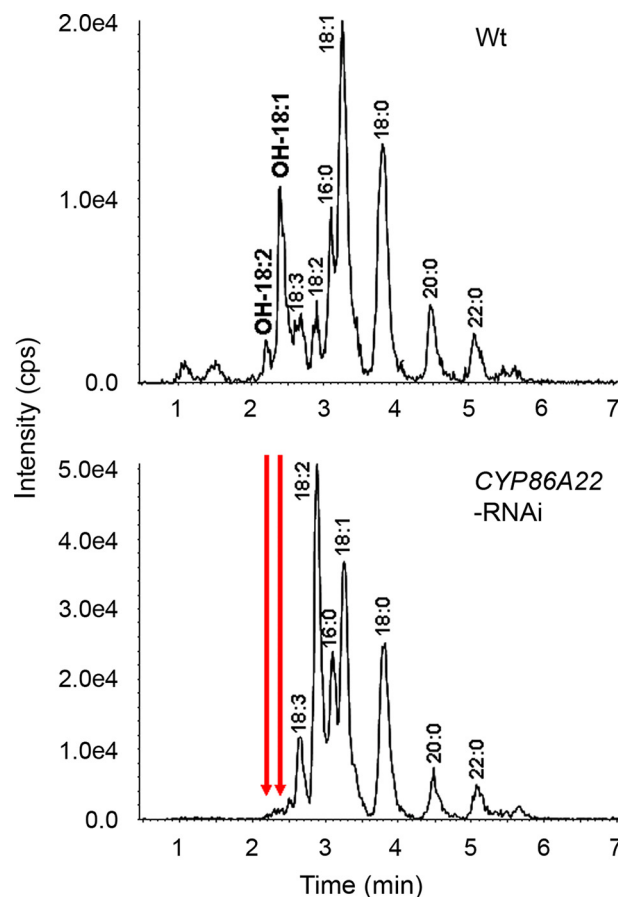 Wt
2.0e4
1.0e4
0.0
OH-18:2
OH-18:1
18:3
18:2
16:0
18:1
18:0
20:0
22:0
1 2 3 4 5 6 7
Intensity (cps)
CYP86A22
-RNAi
5.0e4
4.0e4
3.0e4
2.0e4
1.0e4
0.0
18:3
18:2
16:0
18:1
18:0
20:0
22:0
1 2 3 4 5 6 7
Time (min)